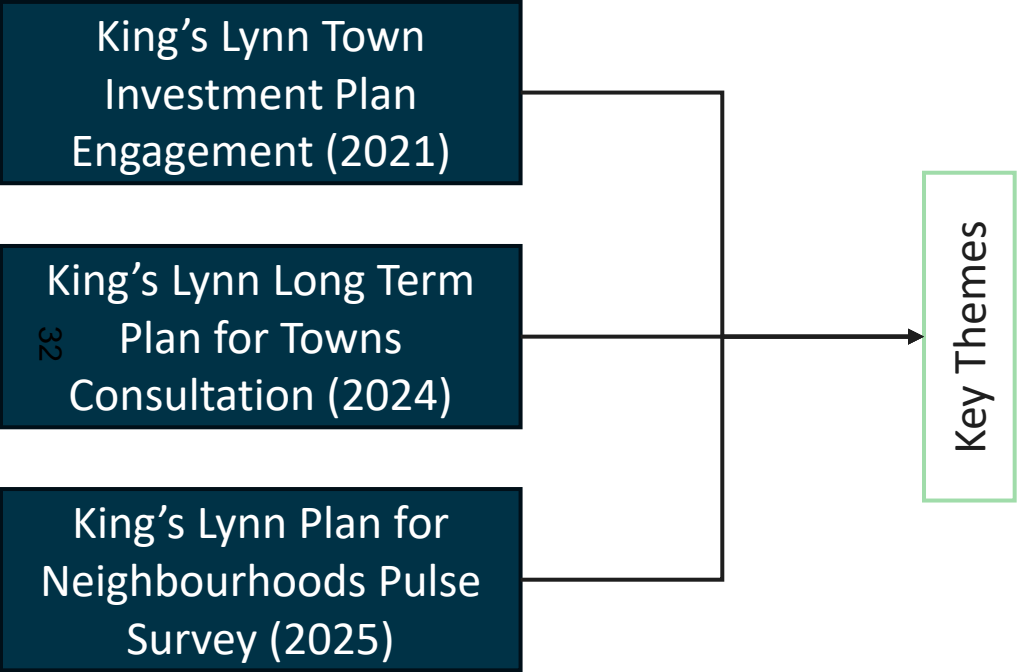 King’s Lynn Town
Investment Plan
Engagement (2021)
King’s Lynn Long Term
Plan for Towns
Consultation (2024)
32
King’s Lynn Plan for
Neighbourhoods Pulse
Survey (2025)
Key Themes